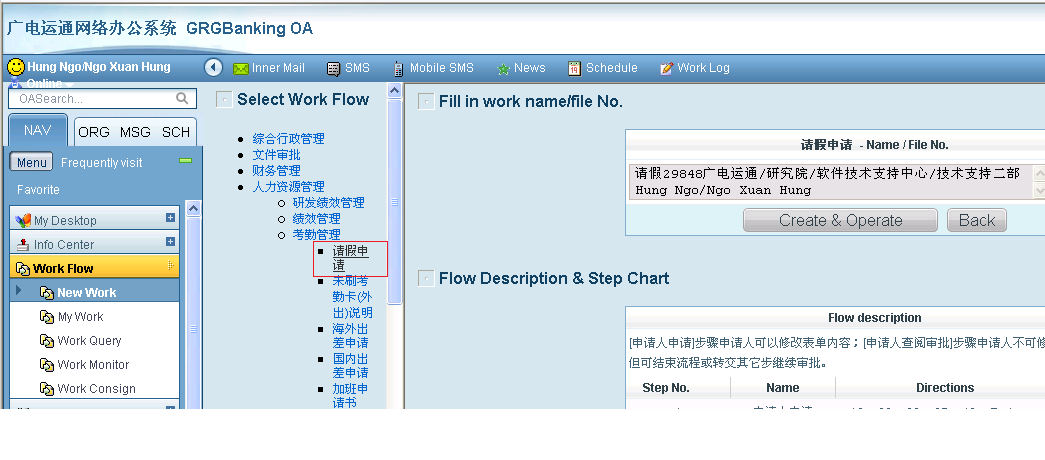 广电运通网络办公系统 GRGBanking OA
Hung Ngo/Ngo Xuan Hung
Online
Inner Mail
SMS
Mobile SMS
News
Schedule
Work Log
OASearch...
NAV
ORG
MSG
SCH
Menu
Frequently visit
Favorite
My Desktop
Info Center
Work Flow
New Work
My Work
Work Query
Work Monitor
Work Consign
Select Work Flow
综合行政管理
文件审批
财务管理
人力资源管理
研发绩效管理
绩效管理
考勤管理
请假申
请
未刷考
勤卡(外
出)说明
海外出
差申请
国内出
差申请
加班申
请书
Fill in work name/file No.
请假申请 - Name / File No.
请假29848广电运通/研究院/软件技术支持中心/技术支持二部
Hung Ngo/Ngo Xuan Hung
Create & Operate
Back
Flow Description & Step Chart
Flow description
[申请人申请]步骤申请人可以修改表单内容；[申请人查阅审批]步骤申请人不可修
但可结束流程或转交其它步继续审批。
Step No.
Name
Directions